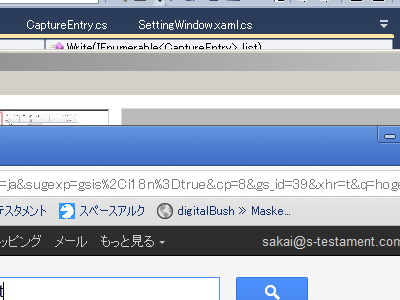 CaptureEntry.cs SettingWindow.xaml.cs
Write(IEnumerable<CaptureEntry> list)
=ja&sugexp=gsis%2Ci18n%3Dtrue&cp=8&gs_id=39&xhr=t&q=hoge
テスタメント スペースアルク digitalBush » Maske...
ッピング メール もっと見る sakai@s-testament.com
t